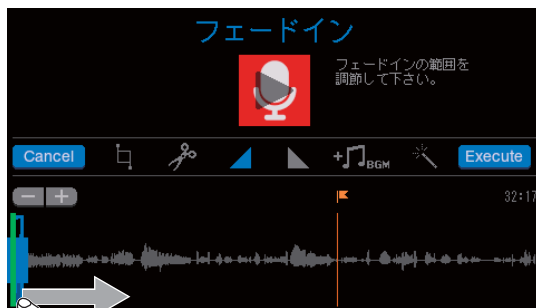 フェードイン
フェードインの範囲を
調節して下さい。
Cancel
+ BGM
Execute
32:17